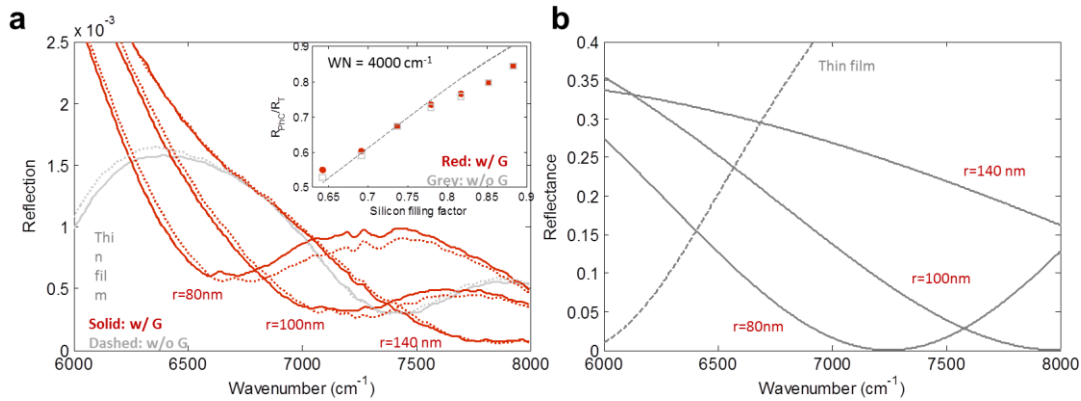 a
× 10⁻³
2.5
2
1.5
1
0.5
0
Reflection
6000 6500 7000 7500 8000
Wavenumber (cm⁻¹)
Thi
n
fil
m
r=80nm
r=100nm
r=140 nm
Solid: w/ G
Dashed: w/o G
WN = 4000 cm⁻¹
0.9
0.8
0.7
0.6
0.5
R_PhC/R_T
Red: w/ G
Grey: w/o G
0.65 0.7 0.75 0.8 0.85 0.9
Silicon filling factor
b
0.4
0.35
0.3
0.25
0.2
0.15
0.1
0.05
0
Reflectance
Thin film
r=140 nm
r=100nm
r=80nm
6000 6500 7000 7500 8000
Wavenumber (cm⁻¹)